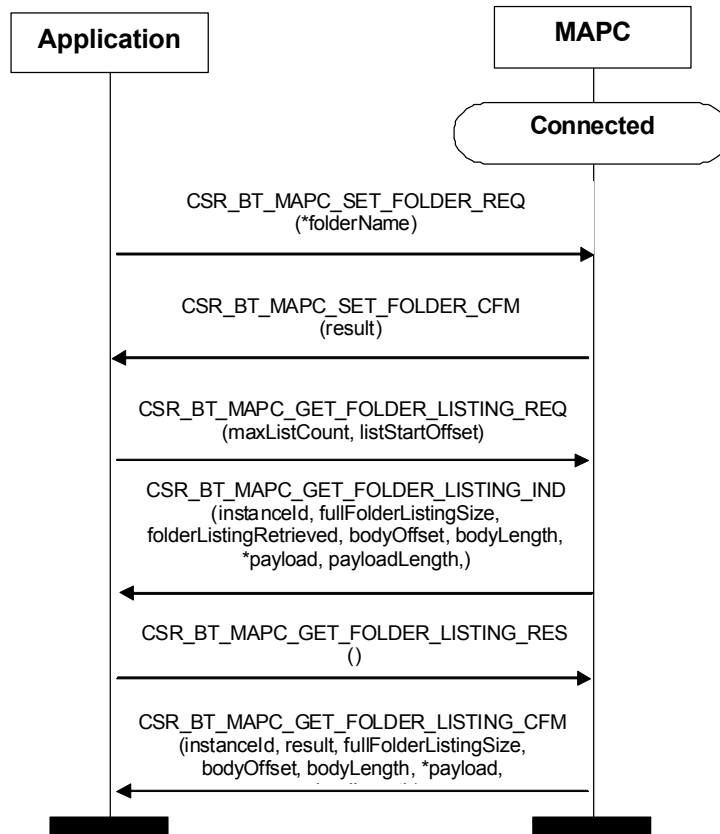 Application
MAPC
Connected
CSR_BT_MAPC_SET_FOLDER_REQ
(*folderName)
CSR_BT_MAPC_SET_FOLDER_CFM
(result)
CSR_BT_MAPC_GET_FOLDER_LISTING_REQ
(maxListCount, listStartOffset)
CSR_BT_MAPC_GET_FOLDER_LISTING_IND
(instanceId, fullFolderListingSize,
folderListingRetrieved, bodyOffset, bodyLength,
*payload, payloadLength,)
CSR_BT_MAPC_GET_FOLDER_LISTING_RES
()
CSR_BT_MAPC_GET_FOLDER_LISTING_CFM
(instanceId, result, fullFolderListingSize,
bodyOffset, bodyLength, *payload,